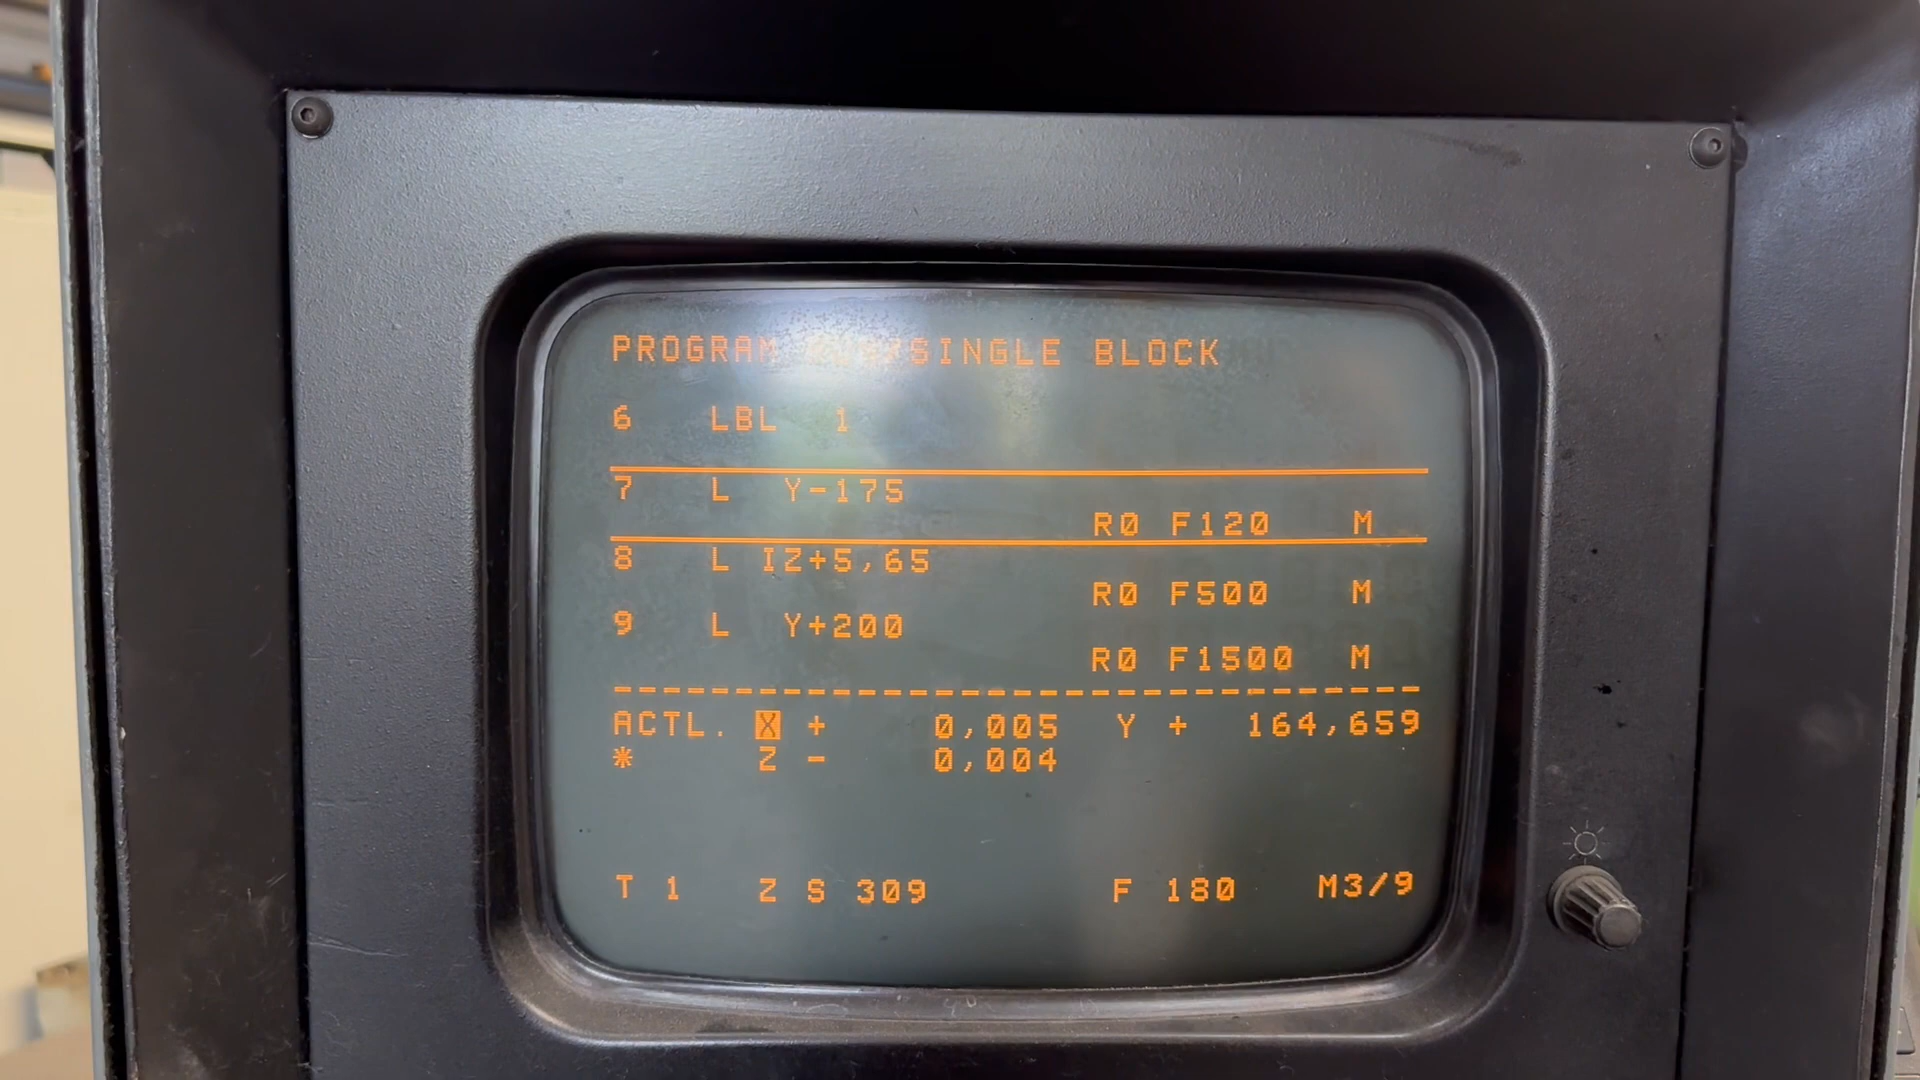 PROGRAM SINGLE BLOCK
6 LBL 1
7 L Y-175
R0 F120 M
8 L IZ+5,65
R0 F500 M
9 L Y+200
R0 F1500 M
ACTL. X + 0,005 Y + 164,659
* Z - 0,004
T 1 Z S 309 F 180 M3/9